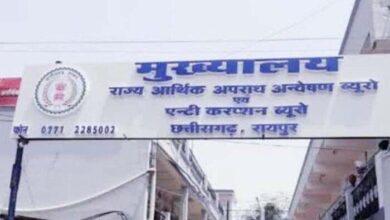 मुख्यालय
राज्य आर्थिक अपराध अन्वेषण ब्यूरो
एवं
एन्टी करप्शन ब्यूरो
फोन 0771 2285002
छत्तीसगढ़, रायपुर